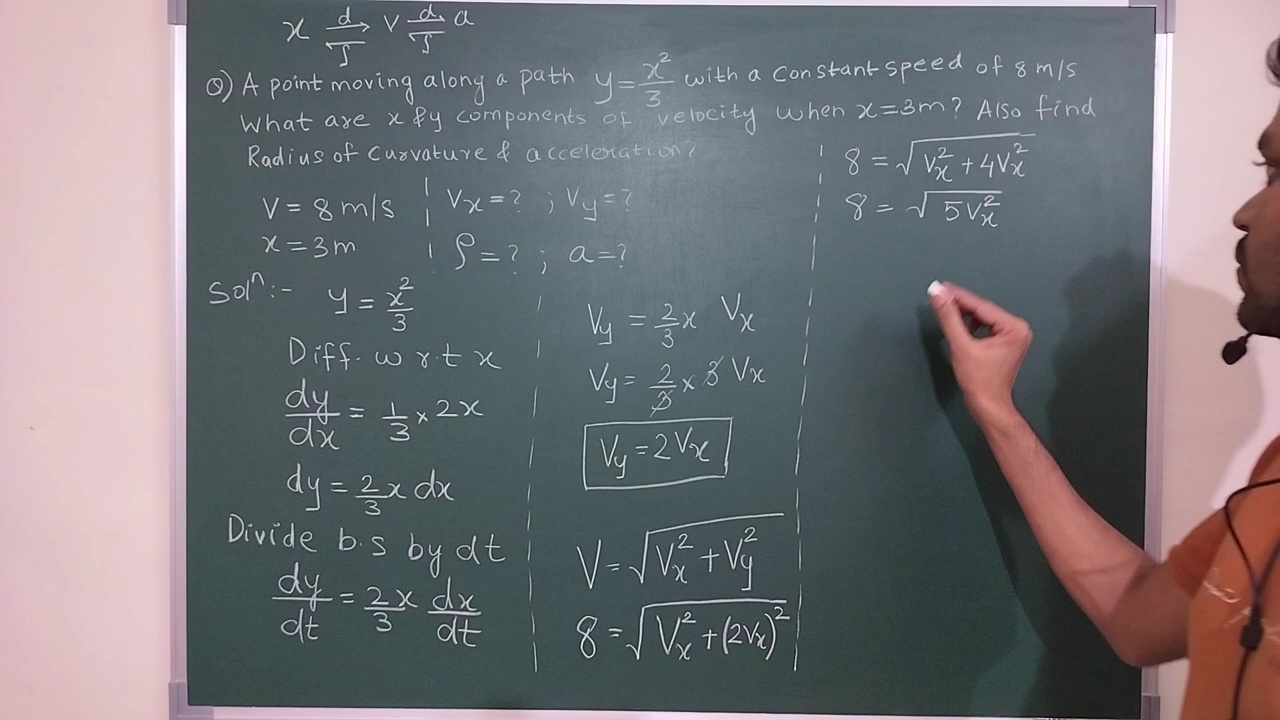 x d/∫ → v d/∫ → a
Q) A point moving along a path y = x²/3 with a constant speed of 8 m/s
What are x & y components of velocity when x = 3m? Also find
Radius of curvature & acceleration?
V = 8 m/s
x = 3m
Vx = ? ; Vy = ?
ρ = ? ; a = ?
Solⁿ :-
y = x²/3
Diff. w r.t x
dy/dx = 1/3 × 2x
dy = 2/3 x dx
Divide b.s by dt
dy/dt = 2/3 x dx/dt
Vy = 2/3 x Vx
Vy = 2/3 × 3 Vx
Vy = 2Vx
V = √(Vx² + Vy²)
8 = √(Vx² + (2Vx)²)
8 = √(Vx² + 4Vx²)
8 = √(5Vx²)